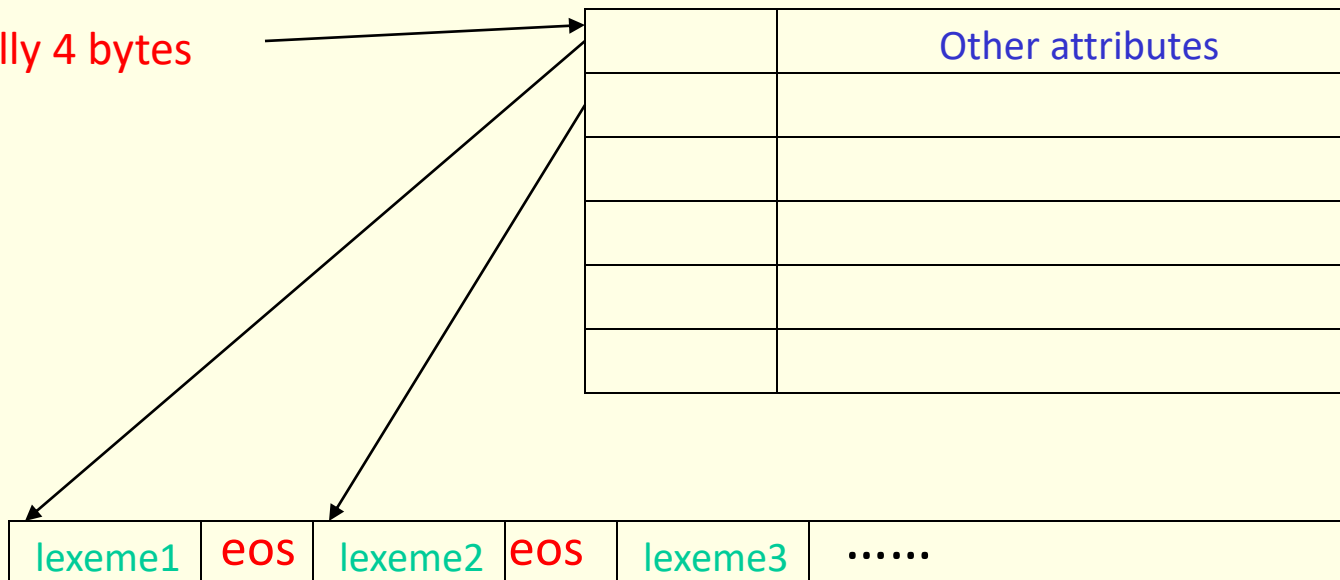 lly 4 bytes
Other attributes
lexeme1 eos lexeme2 eos lexeme3 ......